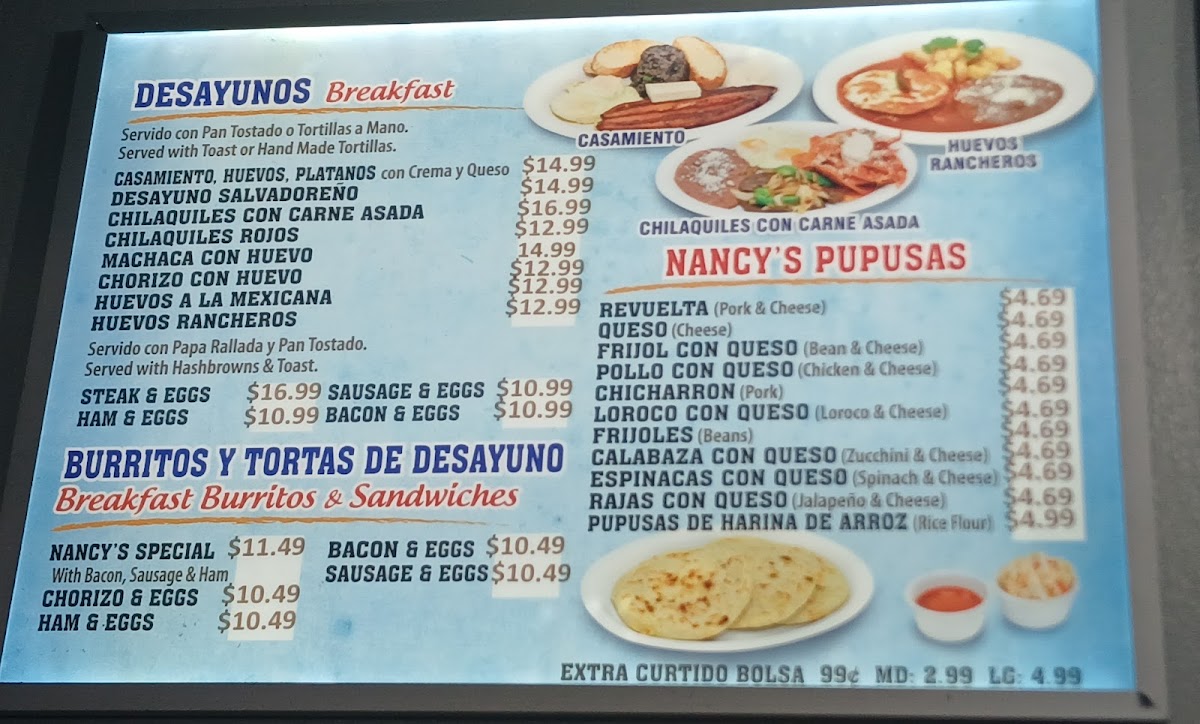 DESAYUNOS Breakfast
Servido con Pan Tostado o Tortillas a Mano.
Served with Toast or Hand Made Tortillas.
CASAMIENTO, HUEVOS, PLATANOS con Crema y Queso $14.99
DESAYUNO SALVADOREÑO $14.99
CHILAQUILES CON CARNE ASADA $16.99
CHILAQUILES ROJOS $12.99
MACHACA CON HUEVO 14.99
CHORIZO CON HUEVO $12.99
HUEVOS A LA MEXICANA $12.99
HUEVOS RANCHEROS $12.99
Servido con Papa Rallada y Pan Tostado.
Served with Hashbrowns & Toast.
STEAK & EGGS $16.99 SAUSAGE & EGGS $10.99
HAM & EGGS $10.99 BACON & EGGS $10.99
BURRITOS Y TORTAS DE DESAYUNO
Breakfast Burritos & Sandwiches
NANCY'S SPECIAL $11.49 BACON & EGGS $10.49
With Bacon, Sausage & Ham SAUSAGE & EGGS $10.49
CHORIZO & EGGS $10.49
HAM & EGGS $10.49
CASAMIENTO
HUEVOS
RANCHEROS
CHILAQUILES CON CARNE ASADA
NANCY'S PUPUSAS
REVUELTA (Pork & Cheese) $4.69
QUESO (Cheese) $4.69
FRIJOL CON QUESO (Bean & Cheese) $4.69
POLLO CON QUESO (Chicken & Cheese) $4.69
CHICHARRON (Pork) $4.69
LOROCO CON QUESO (Loroco & Cheese) $4.69
FRIJOLES (Beans) $4.69
CALABAZA CON QUESO (Zucchini & Cheese) $4.69
ESPINACAS CON QUESO (Spinach & Cheese) $4.69
RAJAS CON QUESO (Jalapeño & Cheese) $4.69
PUPUSAS DE HARINA DE ARROZ (Rice Flour) $4.99
EXTRA CURTIDO BOLSA 99¢ MD: 2.99 LG: 4.99